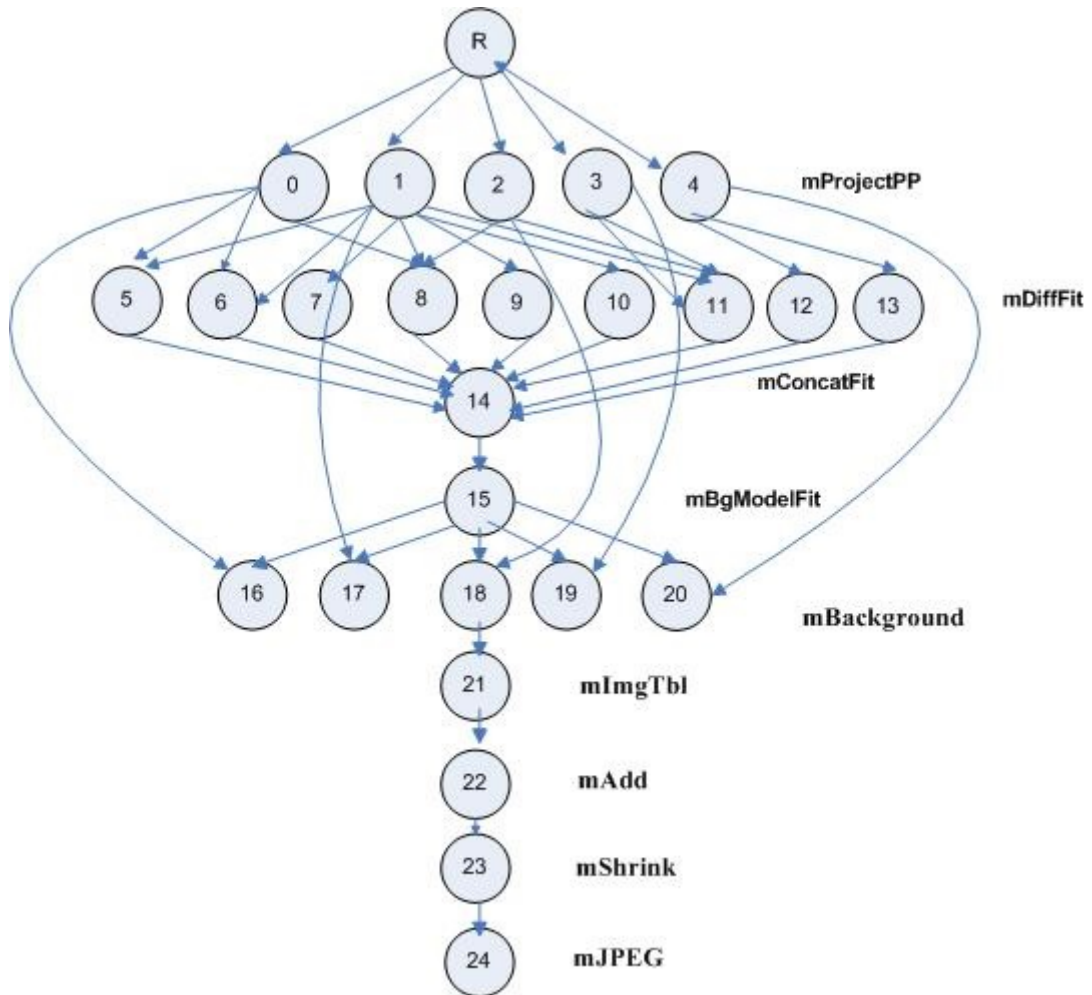 R
0 1 2 3 4 mProjectPP
5 6 7 8 9 10 11 12 13 mDiffFit
14 mConcatFit
15 mBgModelFit
16 17 18 19 20 mBackground
21 mImgTbl
22 mAdd
23 mShrink
24 mJPEG